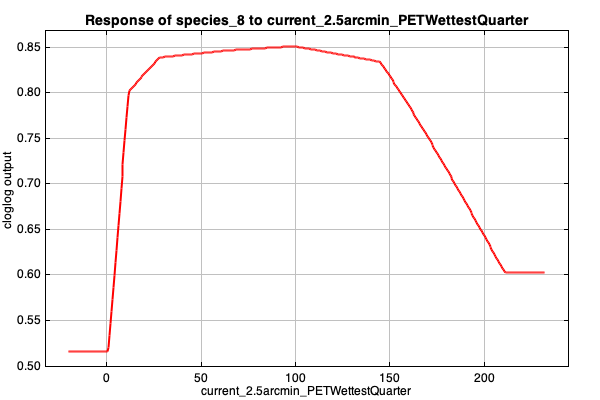 Response of species_8 to current_2.5arcmin_PETWettestQuarter
0.85
0.80
0.75
0.70
0.65
0.60
0.55
0.50
cloglog output
0 50 100 150 200
current_2.5arcmin_PETWettestQuarter